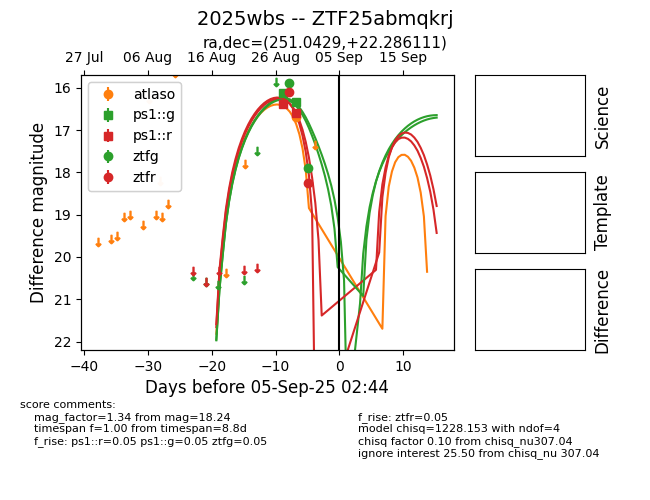 2025wbs -- ZTF25abmqkrj
ra,dec=(251.0429,+22.286111)
27 Jul 06 Aug 16 Aug 26 Aug 05 Sep 15 Sep
atlaso
ps1::g
ps1::r
ztfg
ztfr
16
17
18
19
20
21
22
Difference magnitude
−40 −30 −20 −10 0 10
Days before 05-Sep-25 02:44
Science
Template
Difference
score comments:
mag_factor=1.34 from mag=18.24
timespan f=1.00 from timespan=8.8d
f_rise: ps1::r=0.05 ps1::g=0.05 ztfg=0.05
f_rise: ztfr=0.05
model chisq=1228.153 with ndof=4
chisq factor 0.10 from chisq_nu307.04
ignore interest 25.50 from chisq_nu 307.04